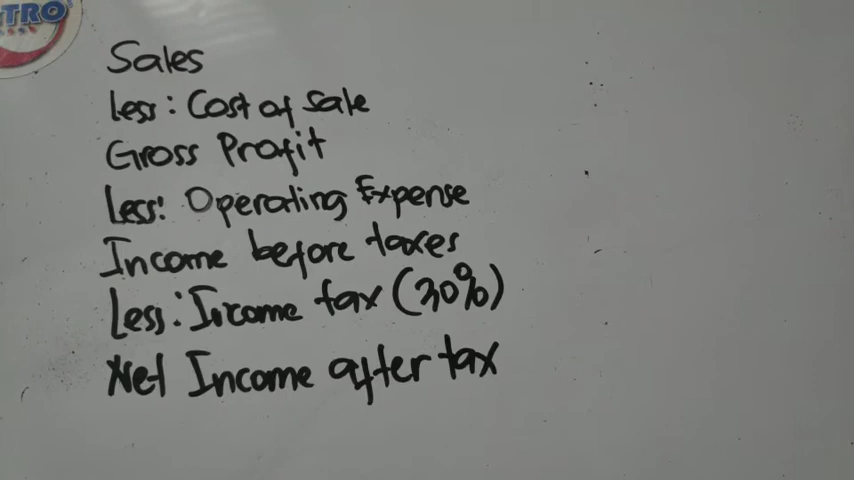 TRO
Sales
less: Cost of sale
Gross Profit
Less: Operating Expense
Income before taxes
Less: Income tax (30%)
Net Income after tax